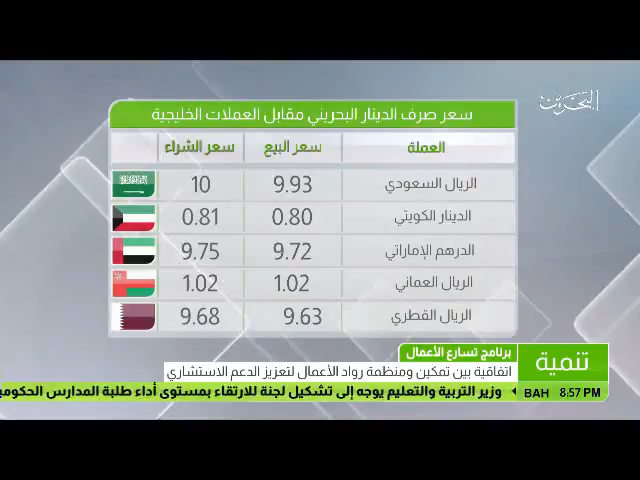 البحرين
سعر صرف الدينار البحريني مقابل العملات الخليجية
العملة سعر البيع سعر الشراء
الريال السعودي 9.93 10
الدينار الكويتي 0.80 0.81
الدرهم الإماراتي 9.72 9.75
الريال العماني 1.02 1.02
الريال القطري 9.63 9.68
برنامج تسارع الأعمال
تنمية
اتفاقية بين تمكين ومنظمة رواد الأعمال لتعزيز الدعم الاستشاري
BAH 8:57 PM
وزير التربية والتعليم يوجه إلى تشكيل لجنة للارتقاء بمستوى أداء طلبة المدارس